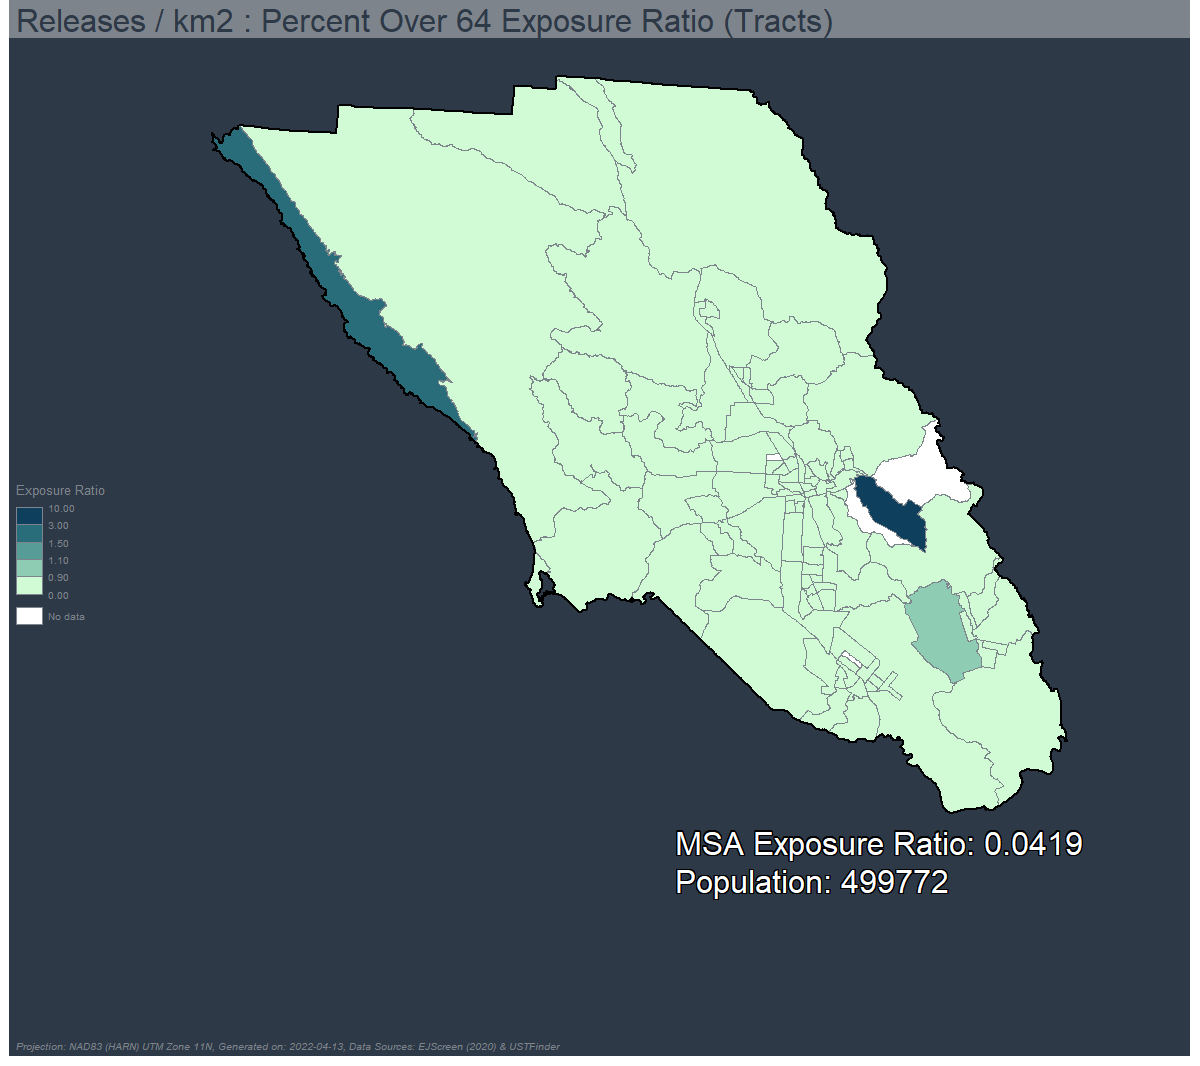 Releases / km2 : Percent Over 64 Exposure Ratio (Tracts)
Exposure Ratio
10.00
3.00
1.50
1.10
0.90
0.00
No data
MSA Exposure Ratio: 0.0419
Population: 499772
Projection: NAD83 (HARN) UTM Zone 11N, Generated on: 2022-04-13, Data Sources: EJScreen (2020) & USTFinder